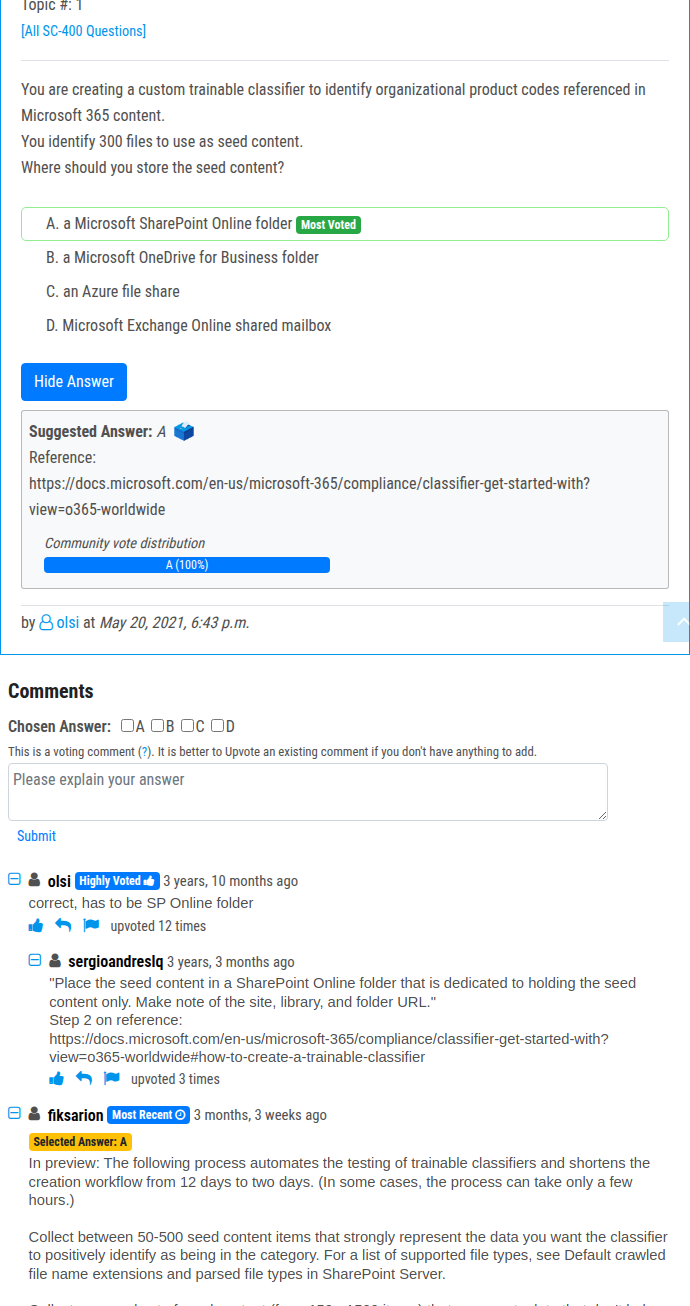 Topic #: 1
[All SC-400 Questions]
You are creating a custom trainable classifier to identify organizational product codes referenced in
Microsoft 365 content.
You identify 300 files to use as seed content.
Where should you store the seed content?
A. a Microsoft SharePoint Online folder Most Voted
B. a Microsoft OneDrive for Business folder
C. an Azure file share
D. Microsoft Exchange Online shared mailbox
Hide Answer
Suggested Answer: A
Reference:
https://docs.microsoft.com/en-us/microsoft-365/compliance/classifier-get-started-with?
view=o365-worldwide
Community vote distribution
A (100%)
by olsi at May 20, 2021, 6:43 p.m.
Comments
Chosen Answer: A B C D
This is a voting comment (?). It is better to Upvote an existing comment if you don't have anything to add.
Please explain your answer
Submit
olsi Highly Voted 3 years, 10 months ago
correct, has to be SP Online folder
upvoted 12 times
sergioandreslq 3 years, 3 months ago
"Place the seed content in a SharePoint Online folder that is dedicated to holding the seed
content only. Make note of the site, library, and folder URL."
Step 2 on reference:
https://docs.microsoft.com/en-us/microsoft-365/compliance/classifier-get-started-with?
view=o365-worldwide#how-to-create-a-trainable-classifier
upvoted 3 times
fiksarion Most Recent 3 months, 3 weeks ago
Selected Answer: A
In preview: The following process automates the testing of trainable classifiers and shortens the
creation workflow from 12 days to two days. (In some cases, the process can take only a few
hours.)
Collect between 50-500 seed content items that strongly represent the data you want the classifier
to positively identify as being in the category. For a list of supported file types, see Default crawled
file name extensions and parsed file types in SharePoint Server.